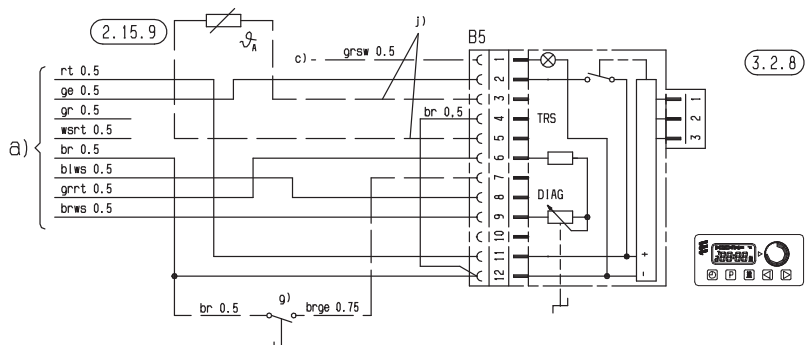 2.15.9
ϑA
j)
B5
c)
grsw 0.5
3.2.8
a)
rt 0.5
ge 0.5
gr 0.5
wsrt 0.5
br 0.5
blws 0.5
grrt 0.5
brws 0.5
br 0.5
TRS
DIAG
1
2
3
4
5
6
7
8
9
10
11
12
1
2
3
+
-
br 0.5
g)
brge 0.75
P